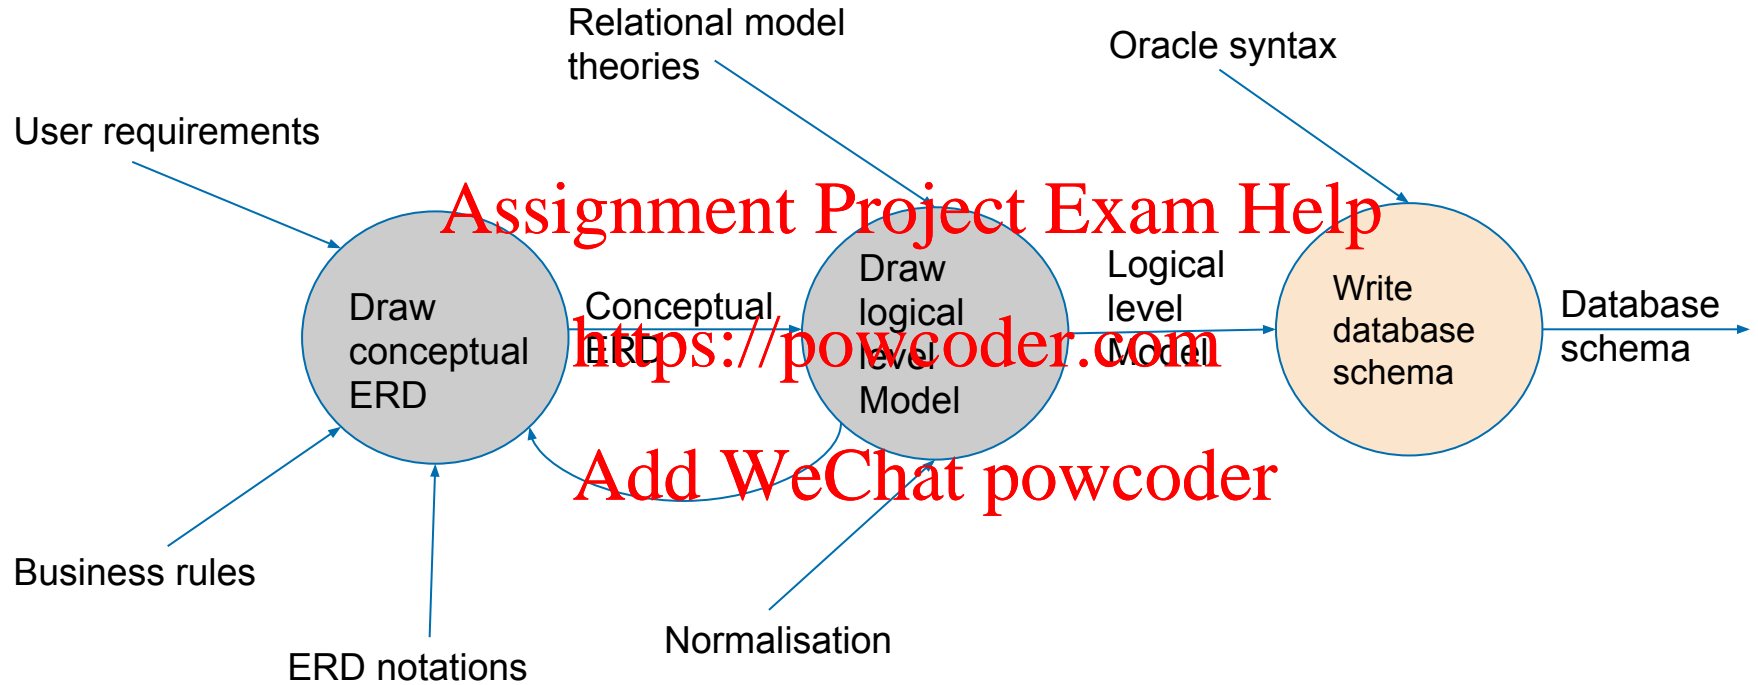 Relational model
theories
Oracle syntax
User requirements
Assignment Project Exam Help
Draw
conceptual
ERD
Conceptual
ERD
Draw
logical
level
Model
Logical
level
Model
Write
database
schema
Database
schema
https://powcoder.com
Add WeChat powcoder
Business rules
ERD notations
Normalisation